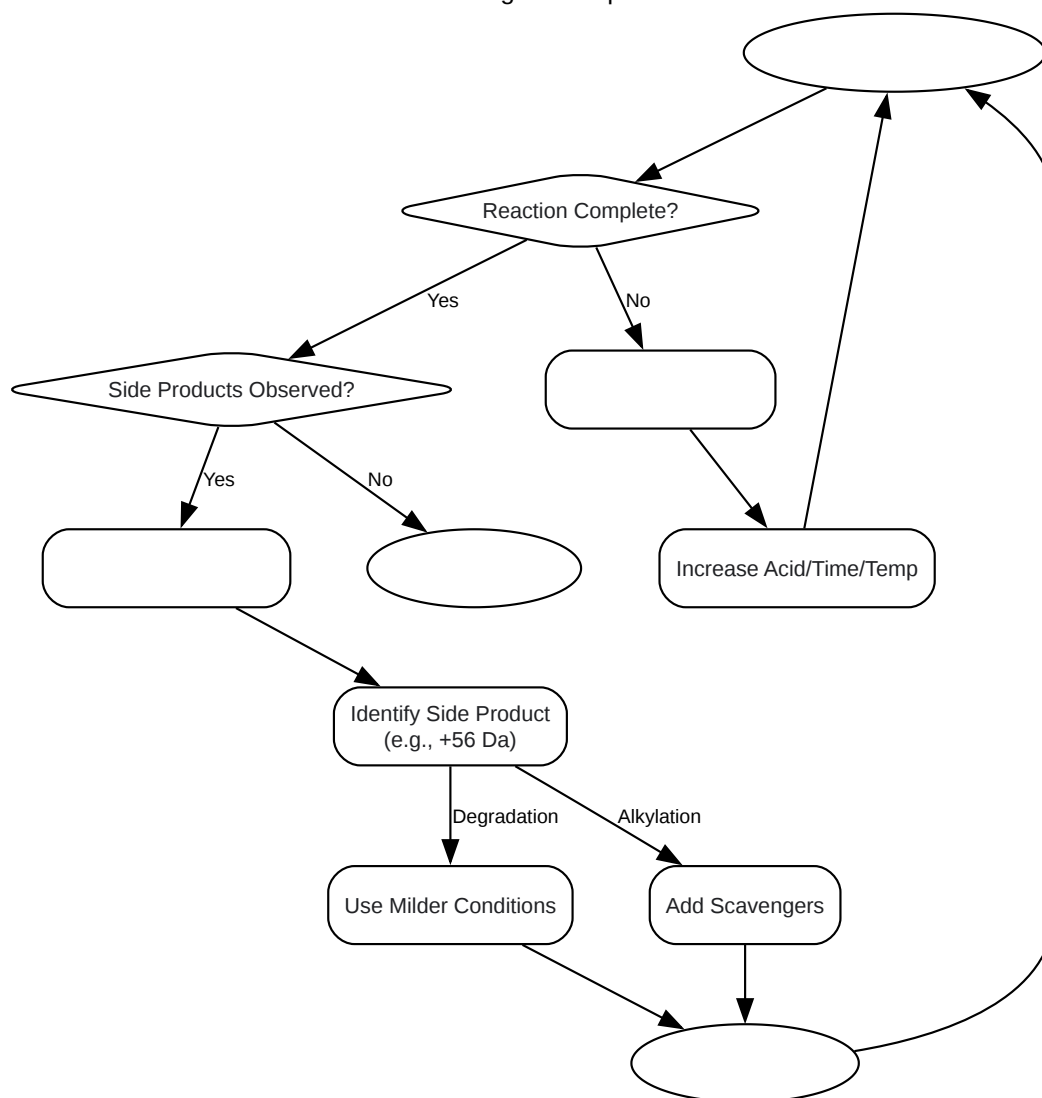 Reaction Complete?
Yes
No
Side Products Observed?
Yes
No
Increase Acid/Time/Temp
Identify Side Product
(e.g., +56 Da)
Degradation
Alkylation
Use Milder Conditions
Add Scavengers